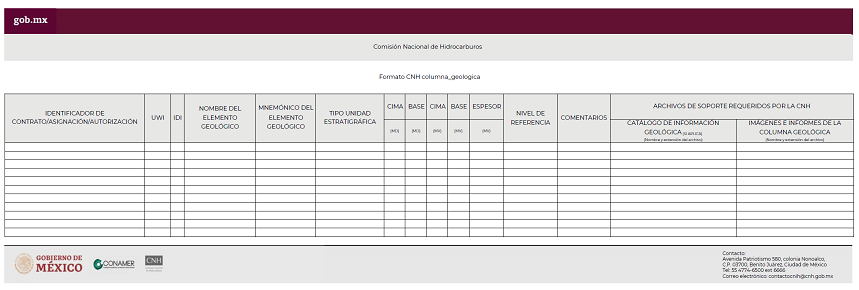 gob.mx
Comisión Nacional de Hidrocarburos
Formato CNH columna_geologica
IDENTIFICADOR DE
CONTRATO/ASIGNACIÓN/AUTORIZACIÓN
UWI
IDI
NOMBRE DEL
ELEMENTO
GEOLÓGICO
MNEMÓNICO DEL
ELEMENTO
GEOLÓGICO
TIPO UNIDAD
ESTRATIGRÁFICA
CIMA
(MD)
BASE
(MD)
CIMA
(MV)
BASE
(MV)
ESPESOR
(MV)
NIVEL DE
REFERENCIA
COMENTARIOS
ARCHIVOS DE SOPORTE REQUERIDOS POR LA CNH
CATÁLOGO DE INFORMACIÓN
GEOLÓGICA
(Nombre y extensión del archivo)
IMÁGENES E INFORMES DE LA
COLUMNA GEOLÓGICA
(Nombre y extensión del archivo)
GOBIERNO DE
MÉXICO
CONAMER
CNH
Contacto:
Avenida Patriotismo 580, colonia Nonoalco,
C.P. 03700, Benito Juárez, Ciudad de México
Tel: 55 4774-6500 ext 6666
Correo electrónico: contactocnih@cnh.gob.mx